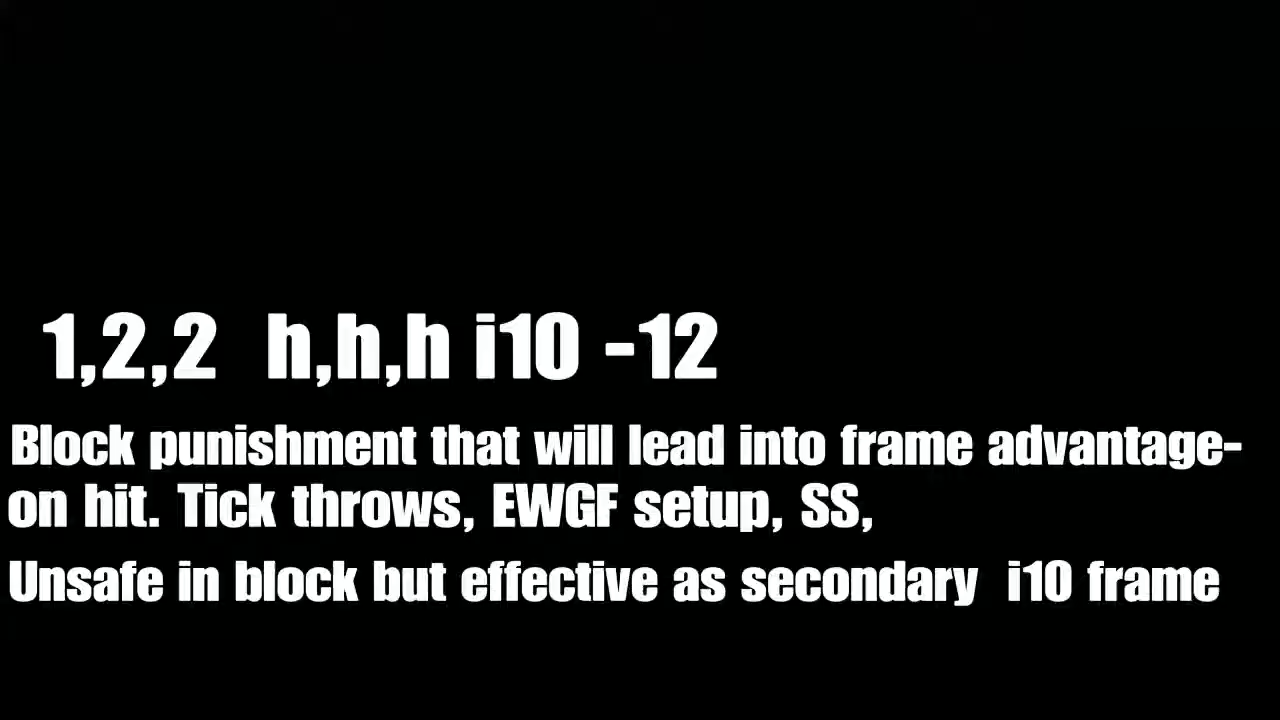 1,2,2 h,h,h i10 -12
Block punishment that will lead into frame advantage-
on hit. Tick throws, EWGF setup, SS,
Unsafe in block but effective as secondary i10 frame